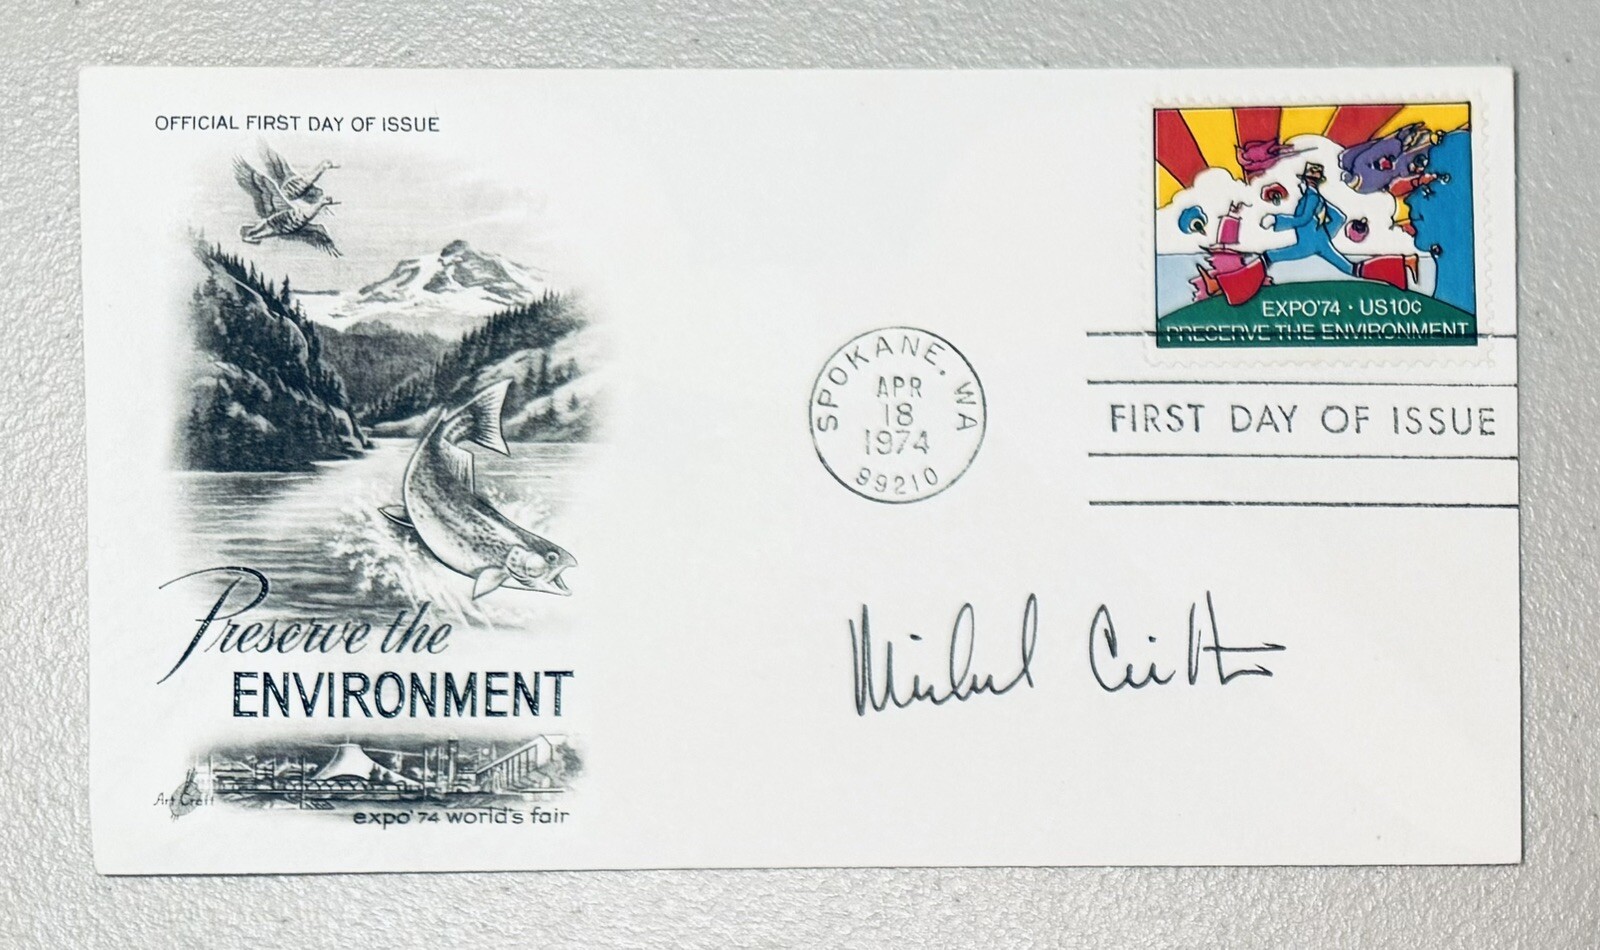 OFFICIAL FIRST DAY OF ISSUE
EXPO'74 · US10¢
PRESERVE THE ENVIRONMENT
SPOKANE, WA
APR
18
1974
99210
FIRST DAY OF ISSUE
Preserve the
ENVIRONMENT
Art Craft
expo'74 world's fair
Michael